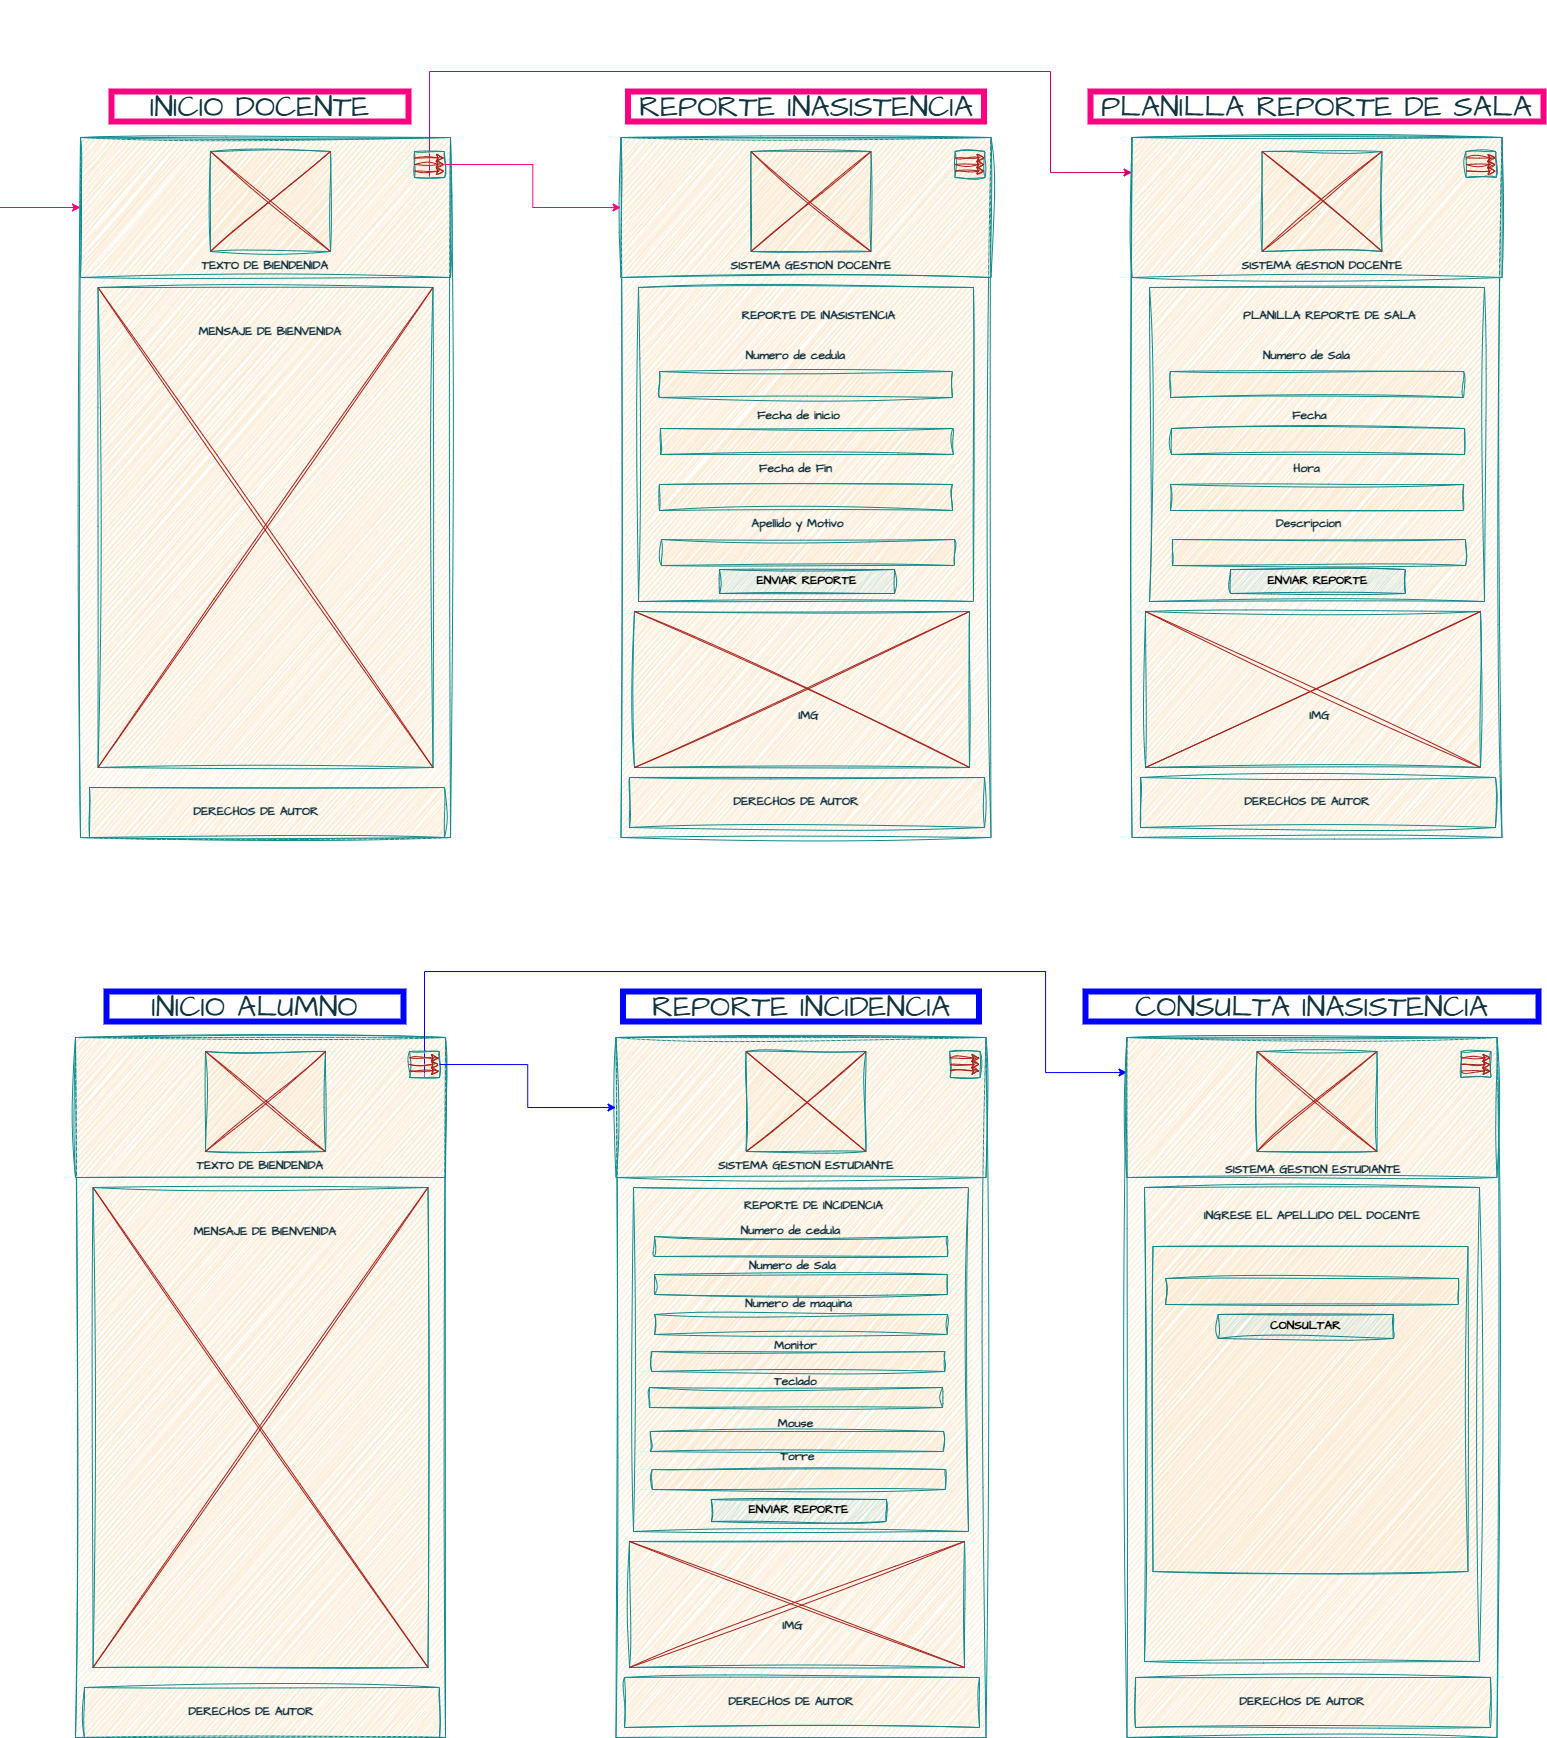 INICIO DOCENTE
TEXTO DE BIENDENIDA
MENSAJE DE BIENVENIDA
DERECHOS DE AUTOR
REPORTE INASISTENCIA
SISTEMA GESTION DOCENTE
REPORTE DE INASISTENCIA
Numero de cedula
Fecha de inicio
Fecha de Fin
Apellido y Motivo
ENVIAR REPORTE
IMG
DERECHOS DE AUTOR
PLANILLA REPORTE DE SALA
SISTEMA GESTION DOCENTE
PLANILLA REPORTE DE SALA
Numero de Sala
Fecha
Hora
Descripcion
ENVIAR REPORTE
IMG
DERECHOS DE AUTOR
INICIO ALUMNO
TEXTO DE BIENDENIDA
MENSAJE DE BIENVENIDA
DERECHOS DE AUTOR
REPORTE INCIDENCIA
SISTEMA GESTION ESTUDIANTE
REPORTE DE INCIDENCIA
Numero de cedula
Numero de Sala
Numero de maquina
Monitor
Teclado
Mouse
Torre
ENVIAR REPORTE
IMG
DERECHOS DE AUTOR
CONSULTA INASISTENCIA
SISTEMA GESTION ESTUDIANTE
INGRESE EL APELLIDO DEL DOCENTE
CONSULTAR
DERECHOS DE AUTOR